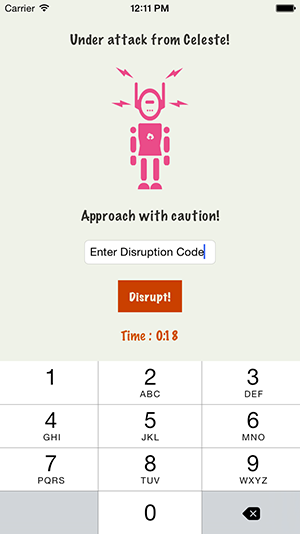 Carrier 12:11 PM
Under attack from Celeste!
Approach with caution!
Enter Disruption Code
Disrupt!
Time : 0:18
1 2 3
ABC DEF
4 5 6
GHI JKL MNO
7 8 9
PQRS TUV WXYZ
0